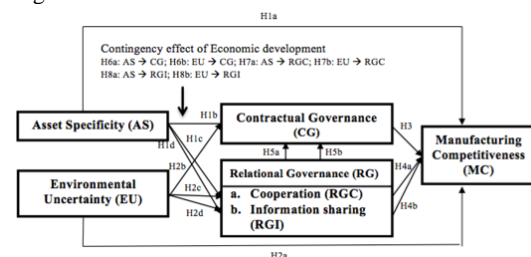 H1a
Contingency effect of Economic development
H6a: AS → CG; H6b: EU → CG; H7a: AS → RGC; H7b: EU → RGC
H8a: AS → RGI; H8b: EU → RGI
Asset Specificity (AS)
H1b
H1c
H1d
Contractual Governance
(CG)
H3
H2b
H5a
H5b
Manufacturing
Competitiveness
(MC)
Environmental
Uncertainty (EU)
H2c
H2d
Relational Governance (RG)
a. Cooperation (RGC)
b. Information sharing
(RGI)
H4a
H4b
H2a